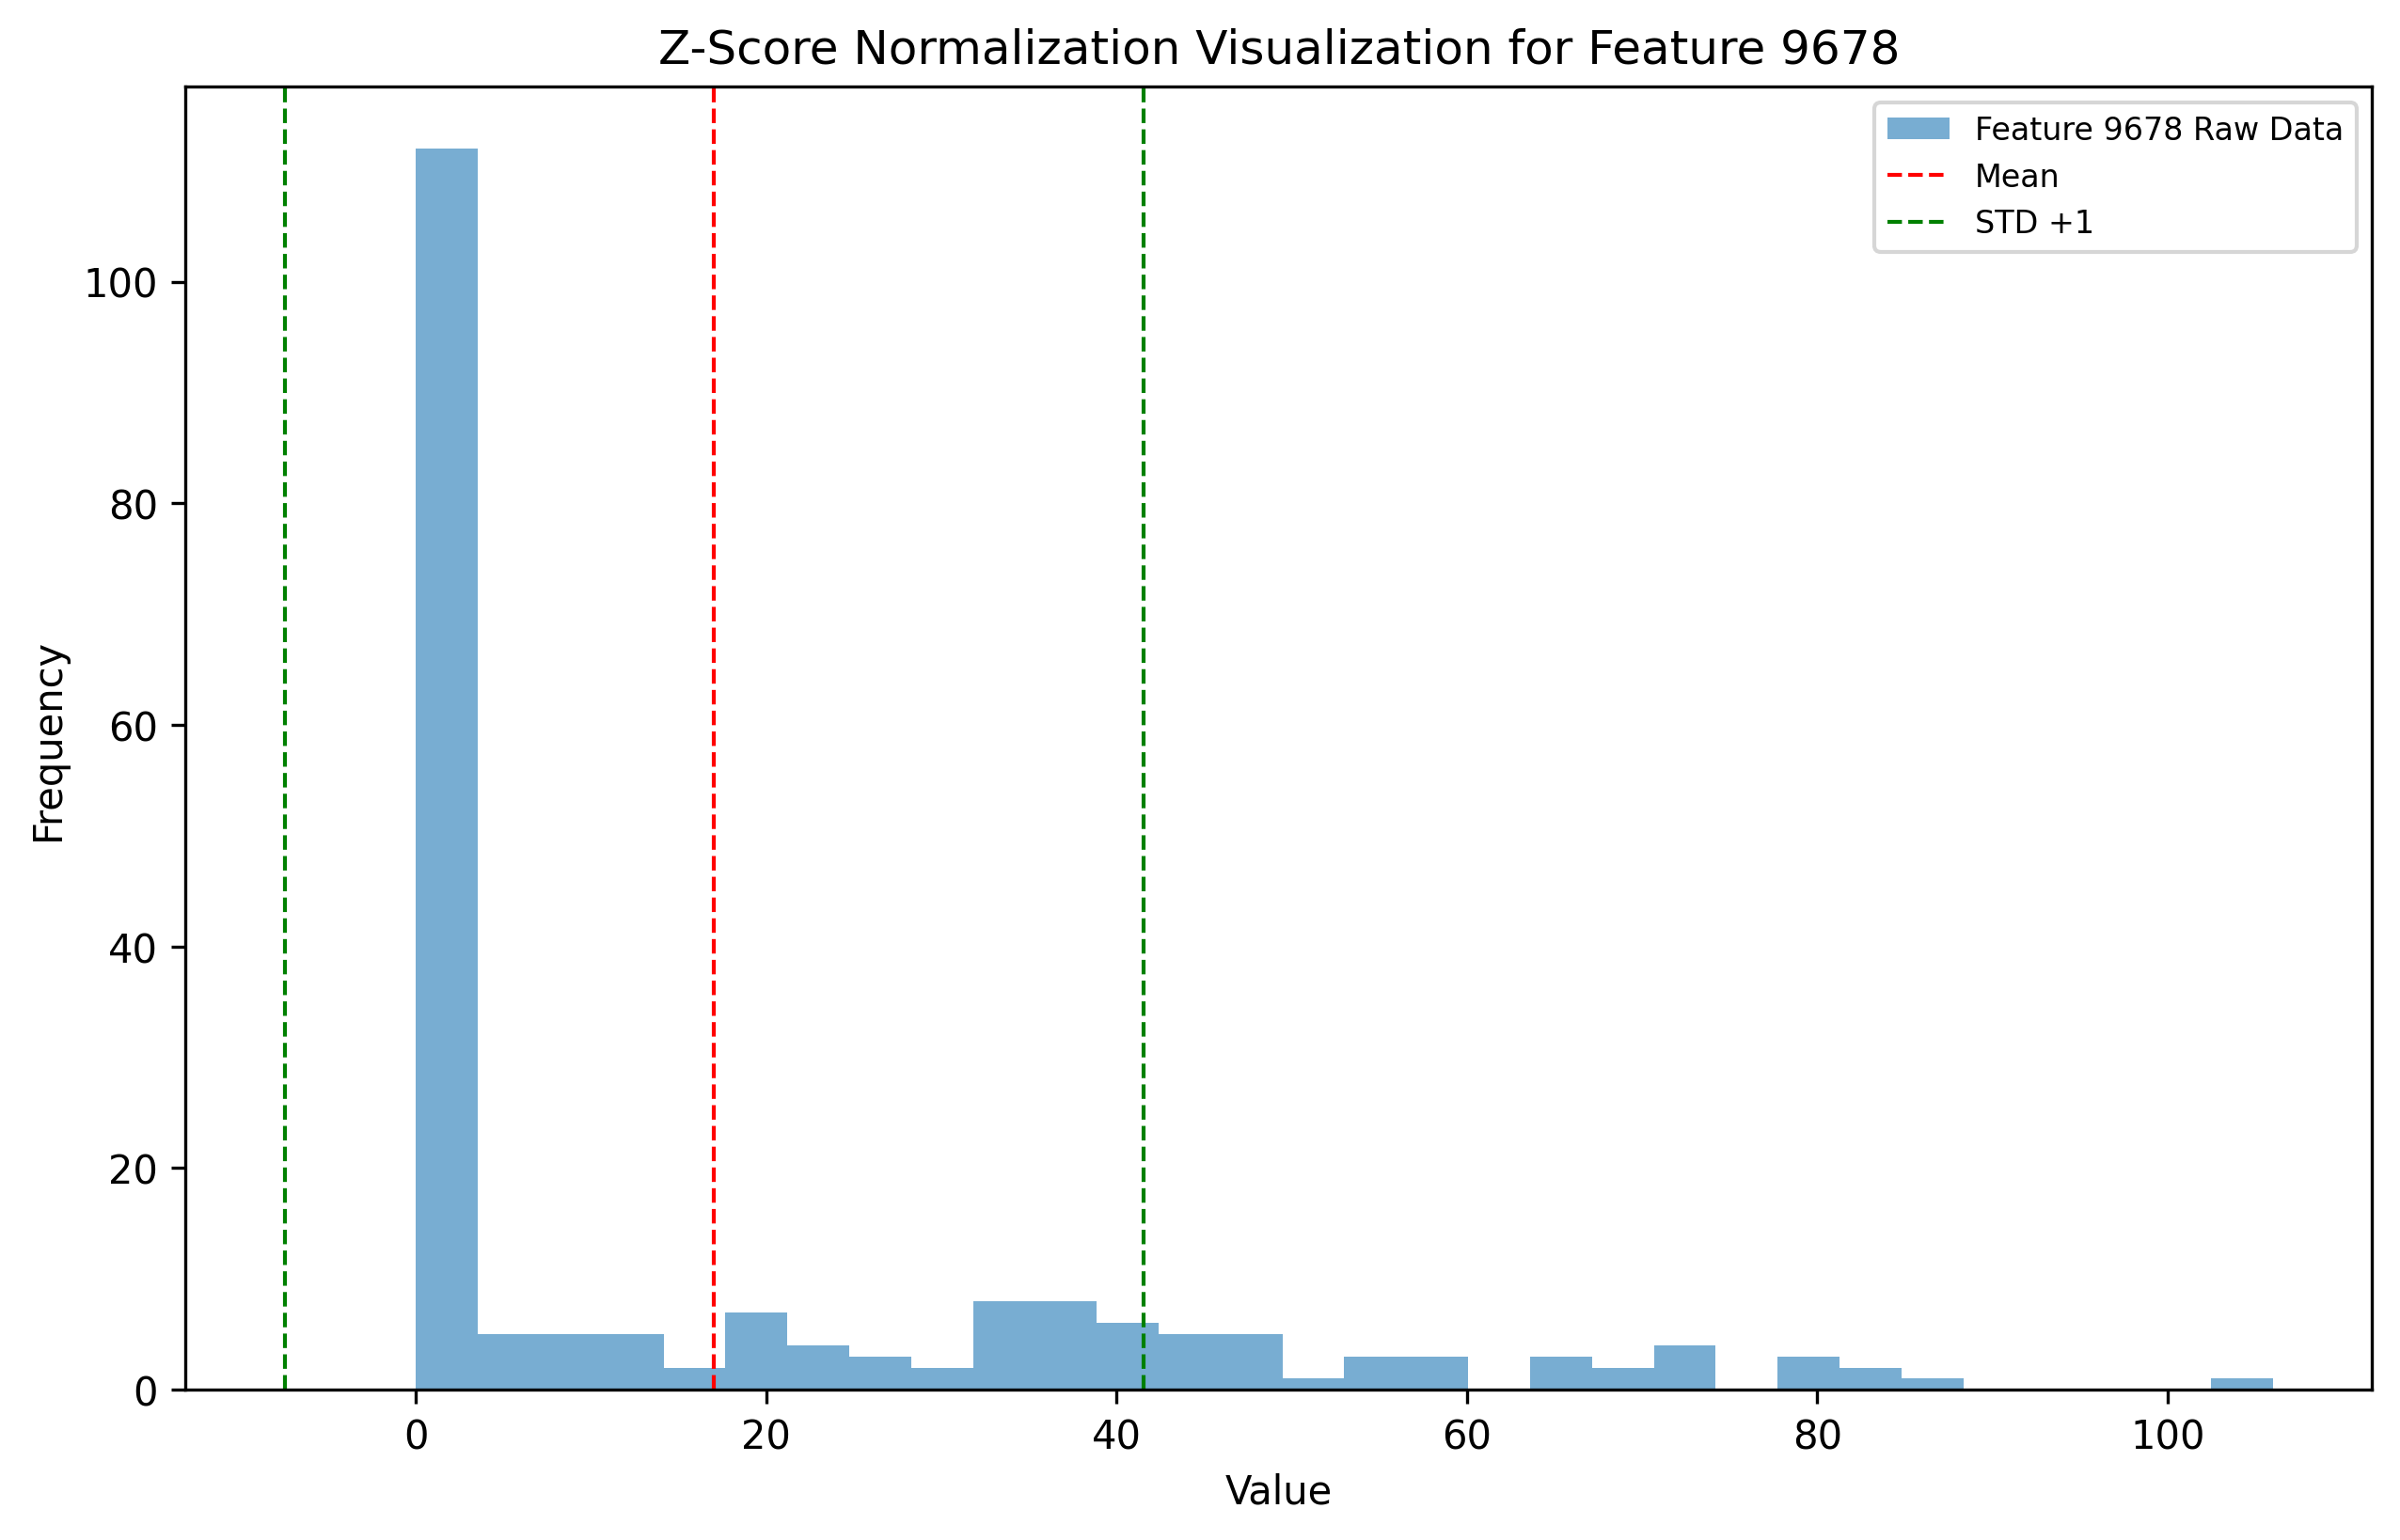 Z-Score Normalization Visualization for Feature 9678
Feature 9678 Raw Data
Mean
STD +1
Frequency
100
80
60
40
20
0
0 20 40 60 80 100
Value